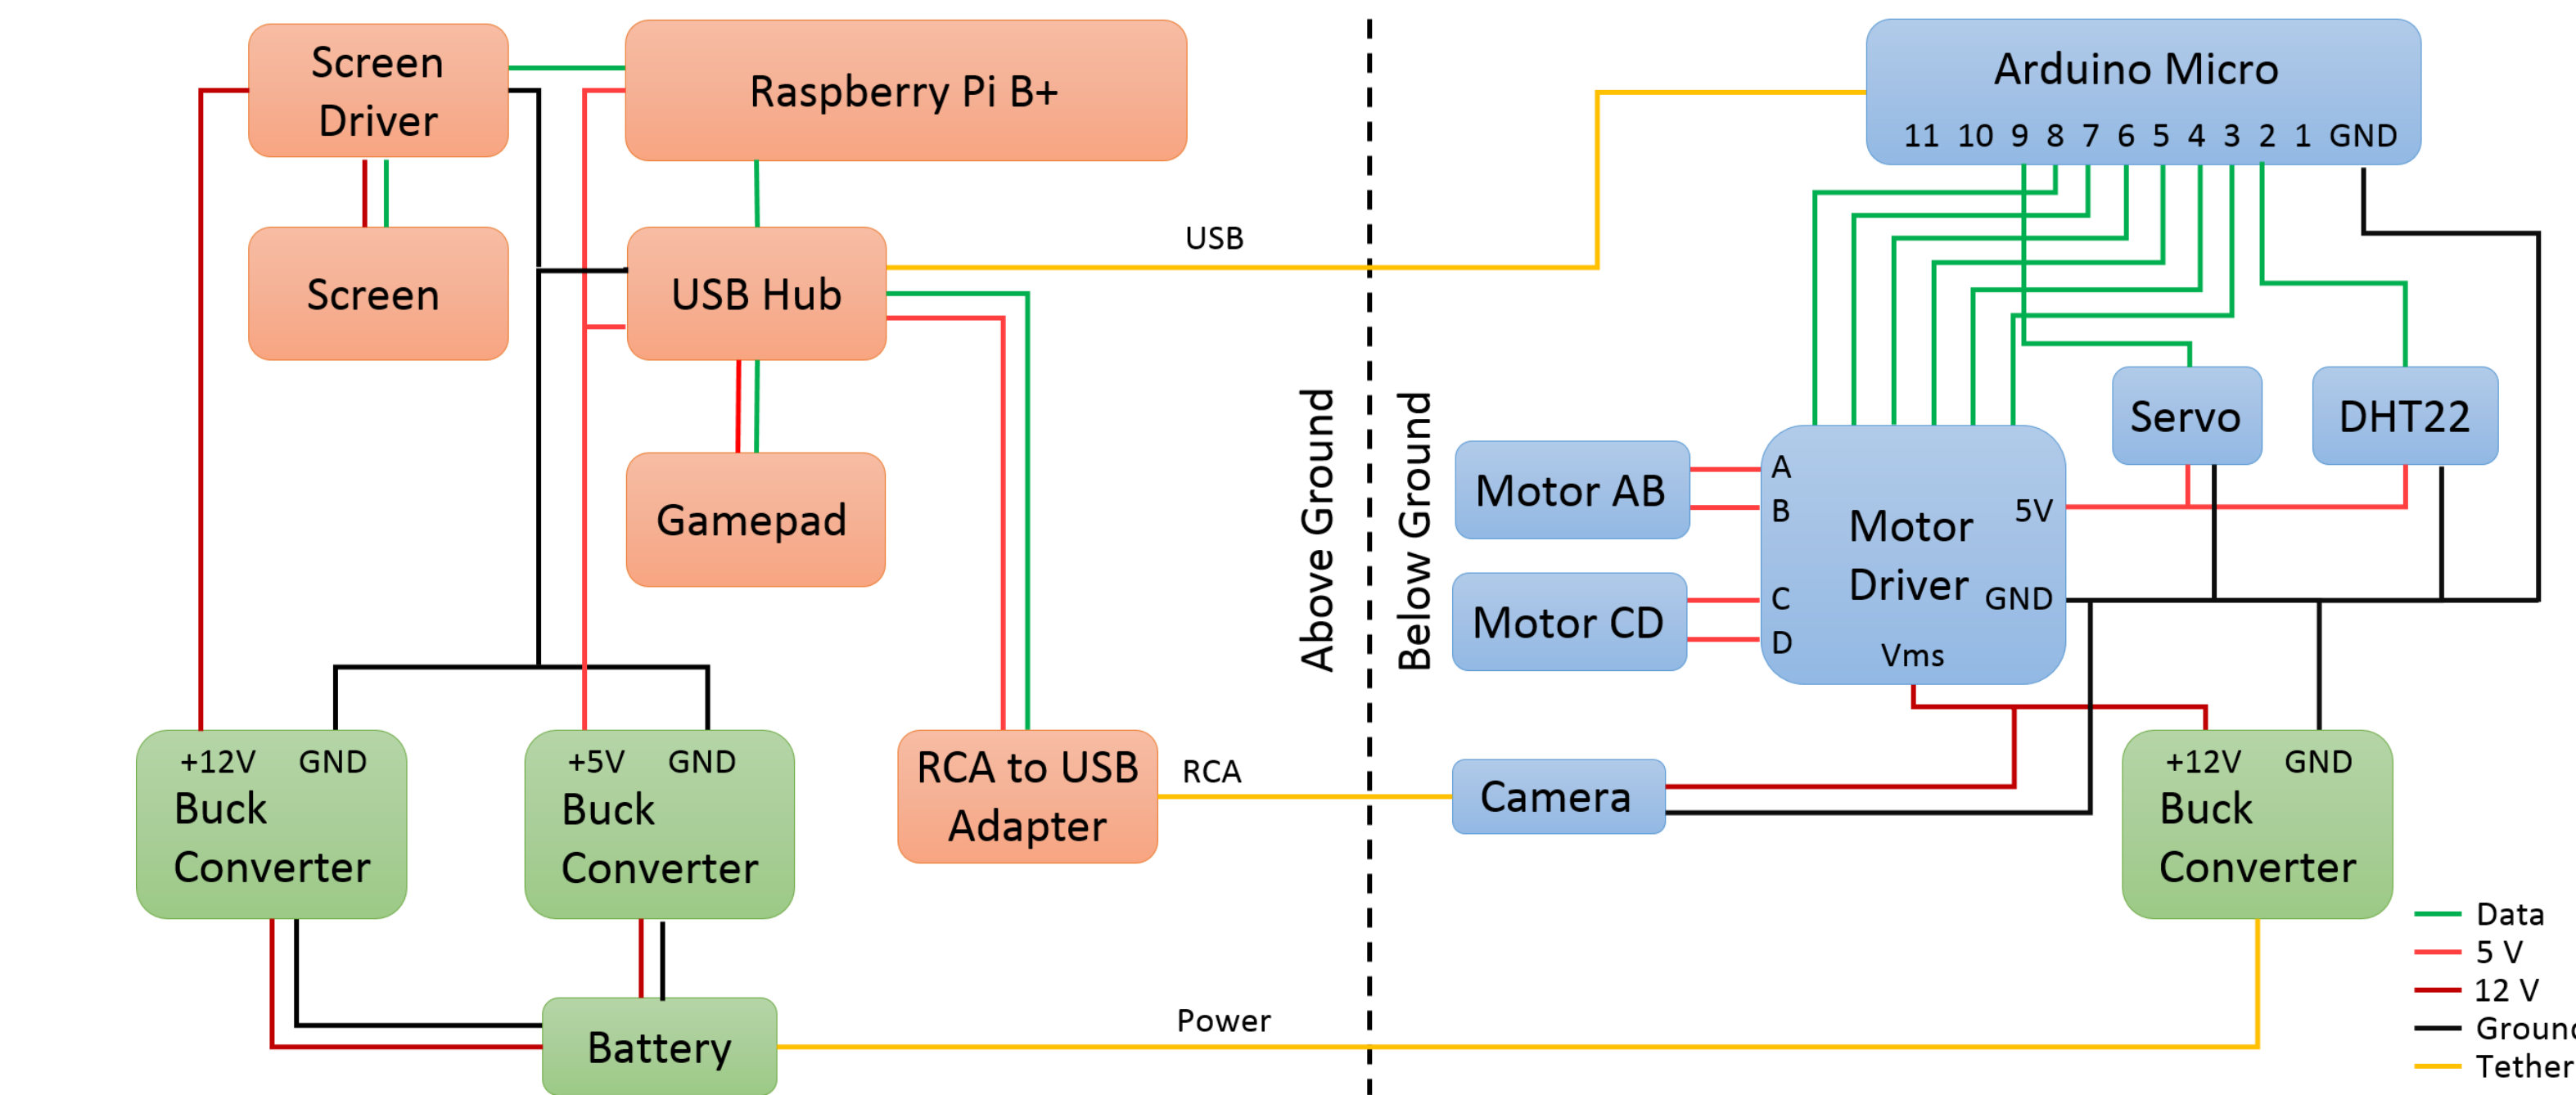 Screen
Driver
Raspberry Pi B+
Arduino Micro
11 10 9 8 7 6 5 4 3 2 1 GND
Screen
USB Hub
USB
Gamepad
Above Ground
Below Ground
Servo
DHT22
Motor AB
Motor CD
A
B
C
D
Motor
Driver
5V
GND
Vms
+12V GND
Buck
Converter
+5V GND
Buck
Converter
RCA to USB
Adapter
RCA
Camera
+12V GND
Buck
Converter
Battery
Power
Data
5 V
12 V
Ground
Tether